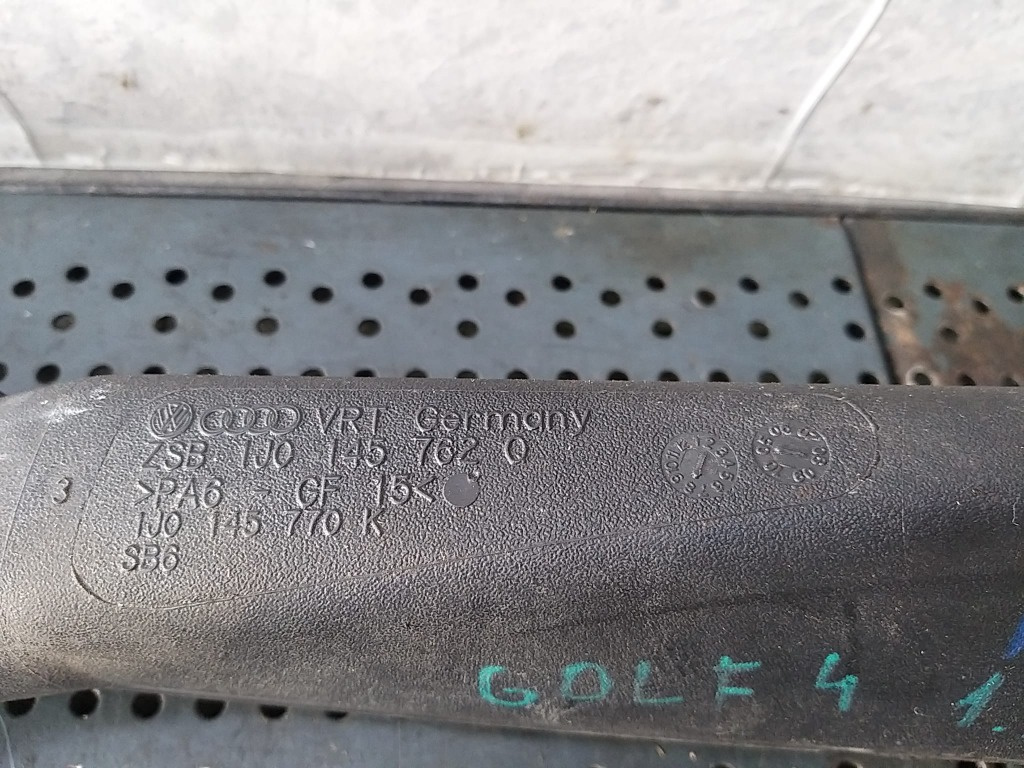 VRT Germany
ZSB 1J0 145 762 Q
>PA6 - GF 15<
1J0 145 770 K
SB6
3
GOLF 4 1.